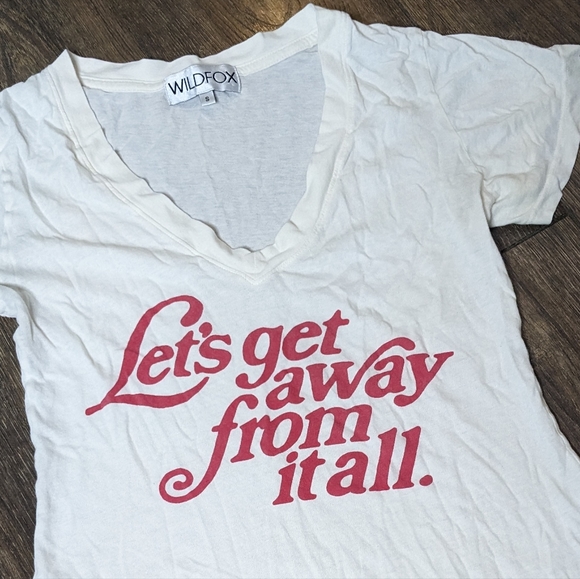 WILDFOX
S
Let's get
away
from
it all.